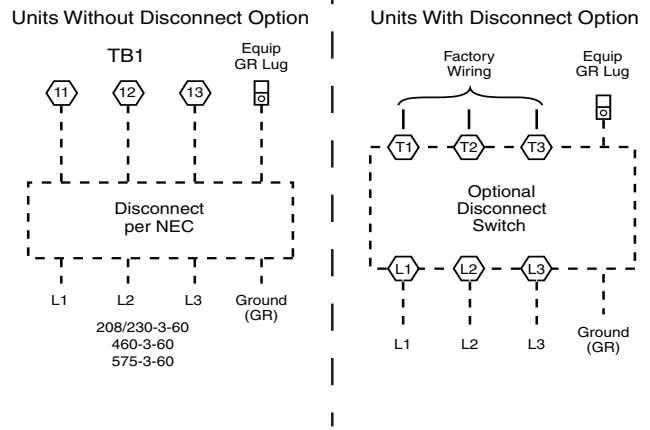 Units Without Disconnect Option
TB1
Equip
GR Lug
11
12
13
Disconnect
per NEC
L1
L2
L3
Ground
(GR)
208/230-3-60
460-3-60
575-3-60
Units With Disconnect Option
Factory
Wiring
Equip
GR Lug
T1
T2
T3
Optional
Disconnect
Switch
L1
L2
L3
L1
L2
L3
Ground
(GR)